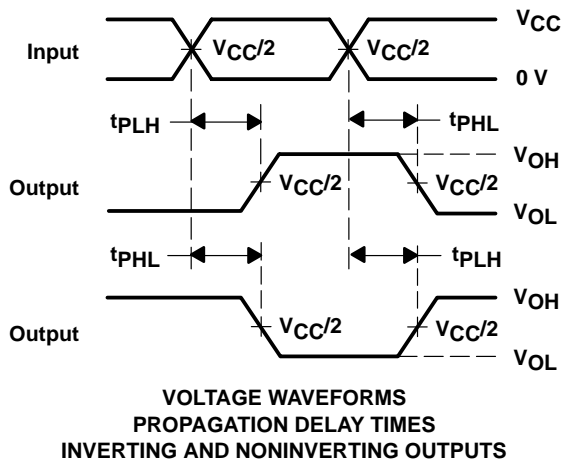 VCC
Input VCC/2 VCC/2
0 V
tPLH tPHL
VOH
Output VCC/2 VCC/2
VOL
tPHL tPLH
VOH
Output VCC/2 VCC/2
VOL
VOLTAGE WAVEFORMS
PROPAGATION DELAY TIMES
INVERTING AND NONINVERTING OUTPUTS